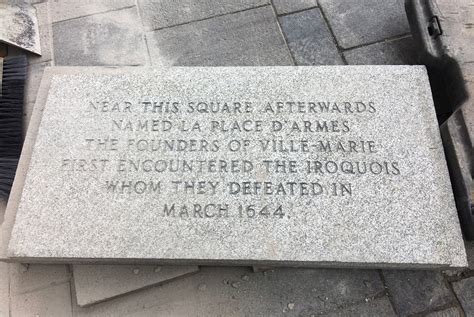 NEAR THIS SQUARE AFTERWARDS
NAMED LA PLACE D'ARMES
THE FOUNDERS OF VILLE-MARIE
FIRST ENCOUNTERED THE IROQUOIS
WHOM THEY DEFEATED IN
MARCH 1644.